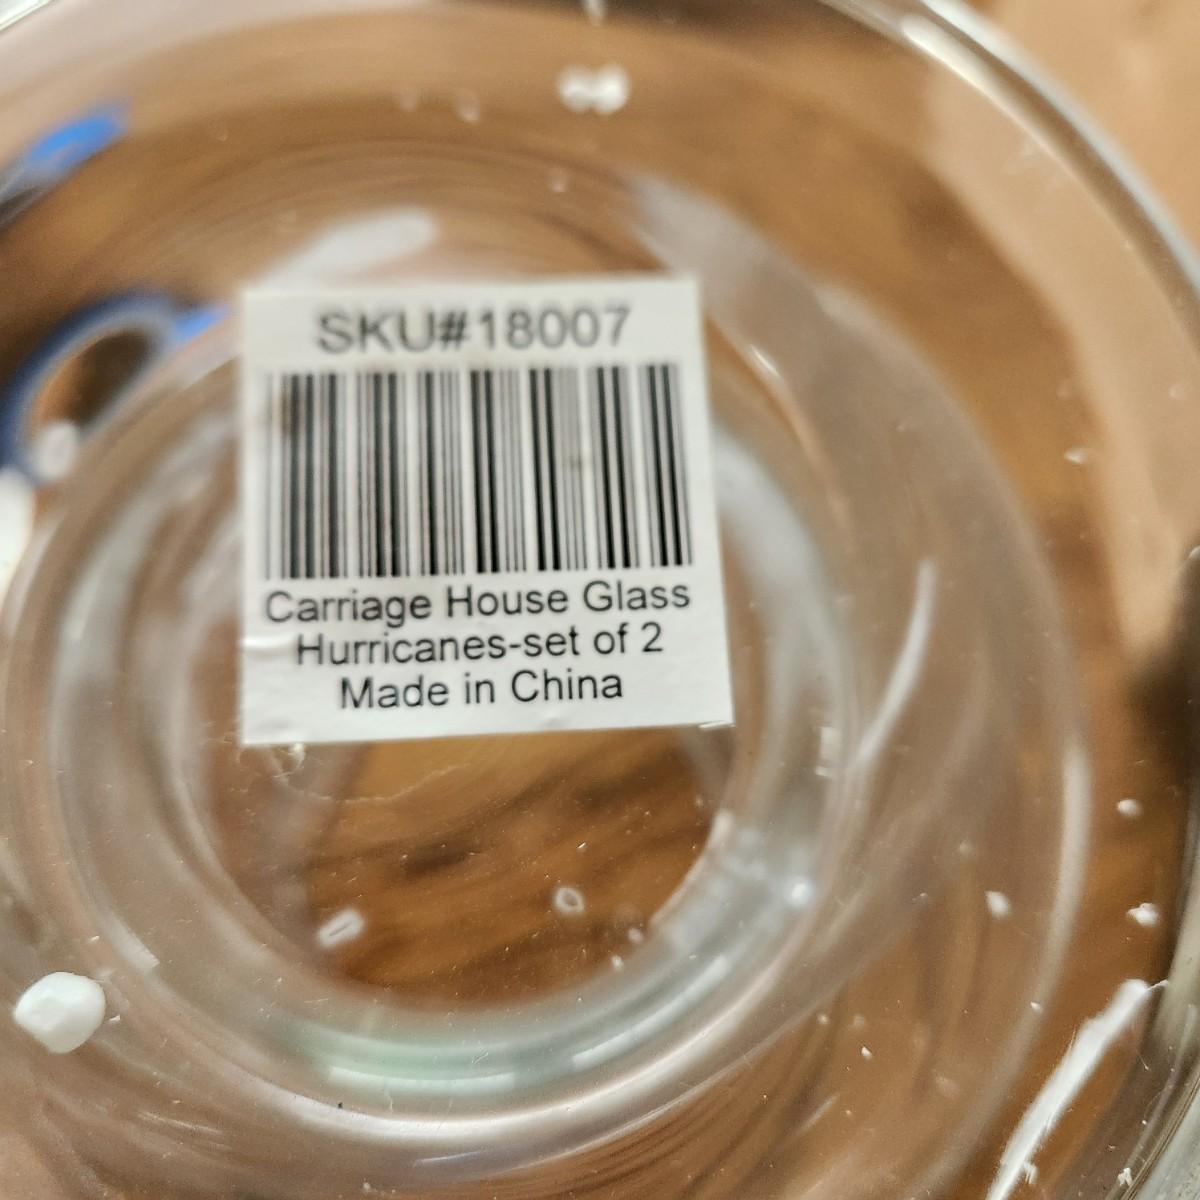 SKU#18007
Carriage House Glass
Hurricanes-set of 2
Made in China